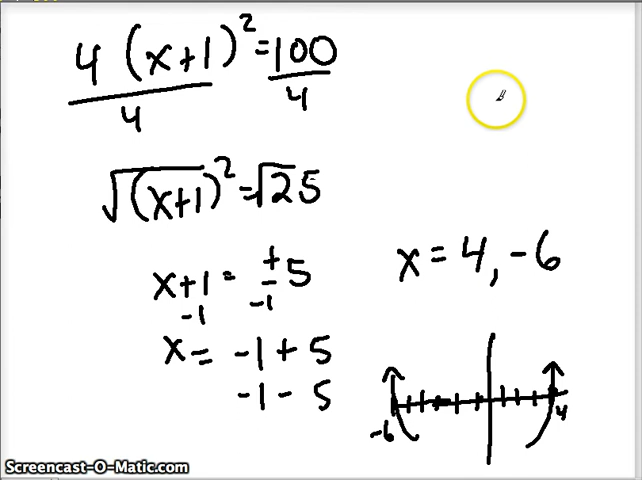 4 (x+1)² = 100
4 4
√(x+1)² = √25
x+1 = ±5
-1 -1
x = -1 + 5
-1 - 5
x = 4, -6
-6 4
Screencast-O-Matic.com